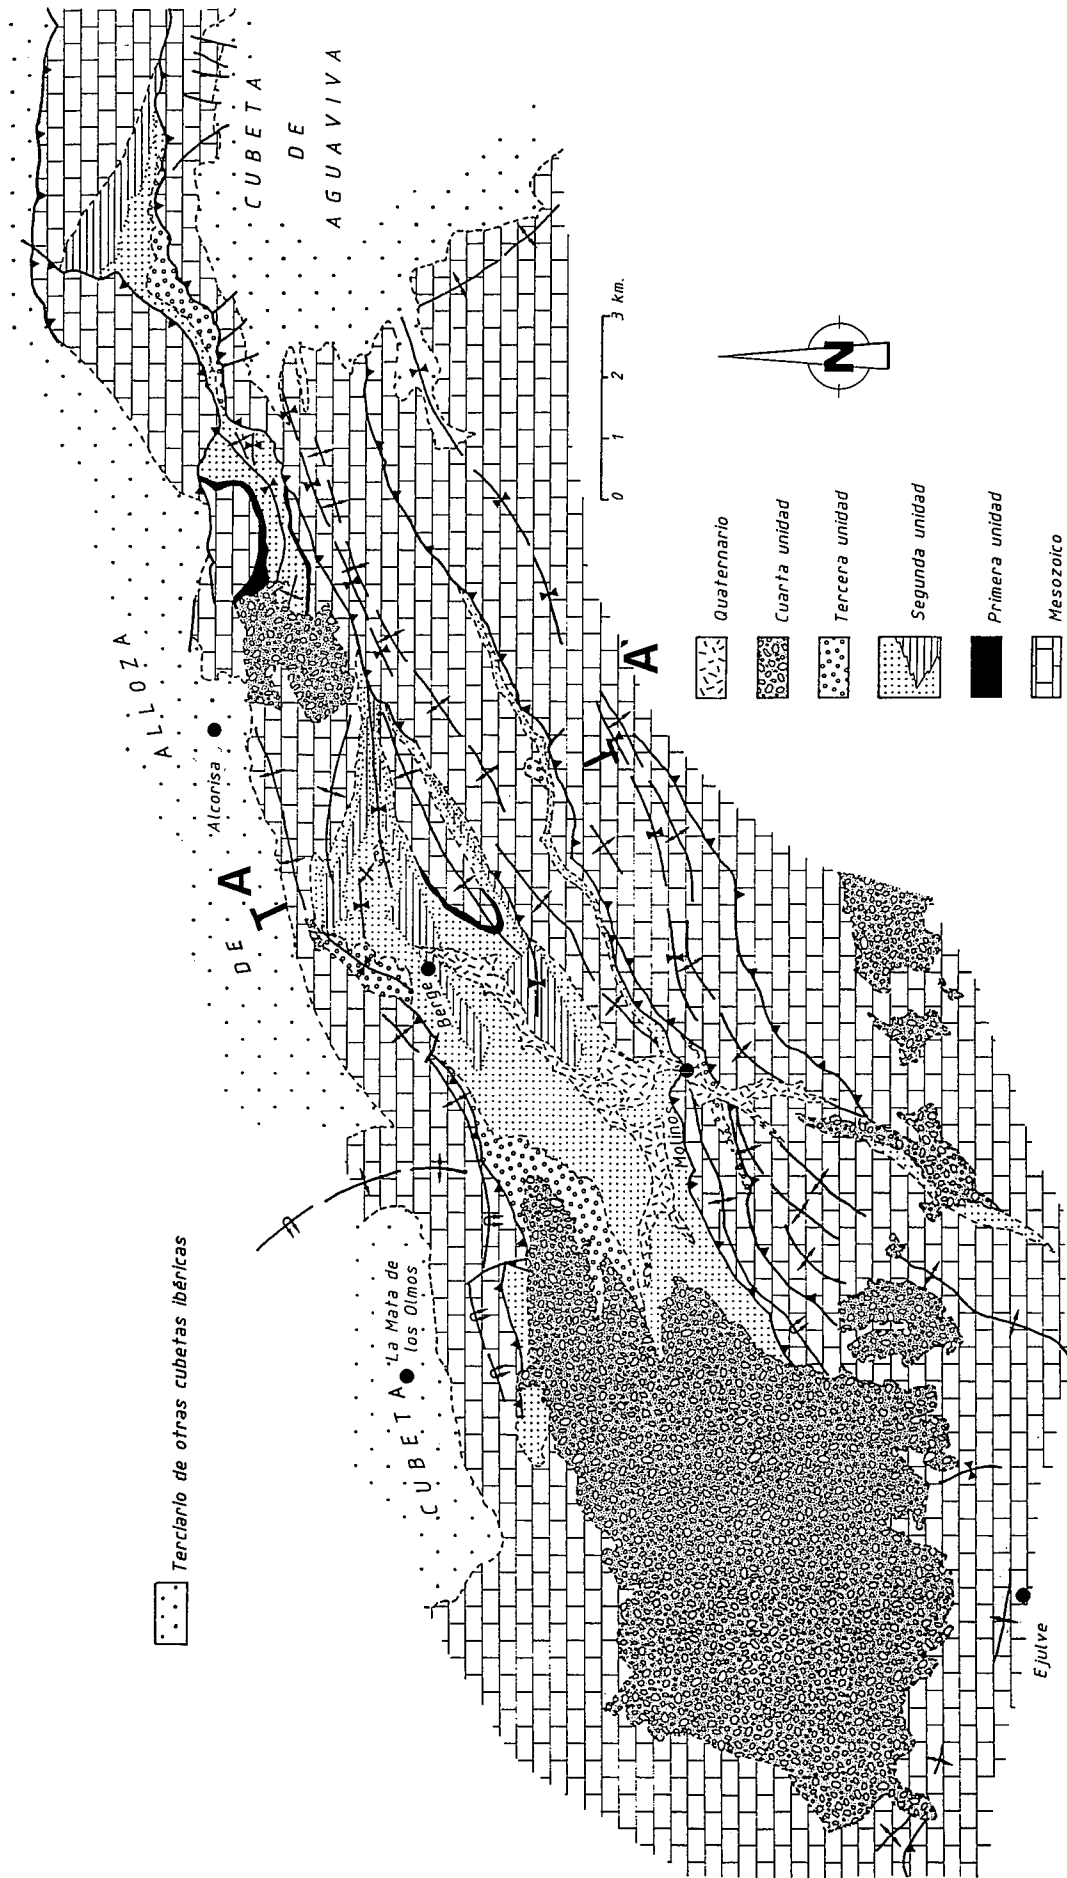 Terciario de otras cubetas ibéricas
CUBETA
DE
ALLOZA
La Mata de
los Olmos
Alcorisa
CUBETA
DE
AGUAVIVA
A
Berge
Molinos
A'
Ejulve
0 1 2 3 km.
N
Quaternario
Cuarta unidad
Tercera unidad
Segunda unidad
Primera unidad
Mesozoico